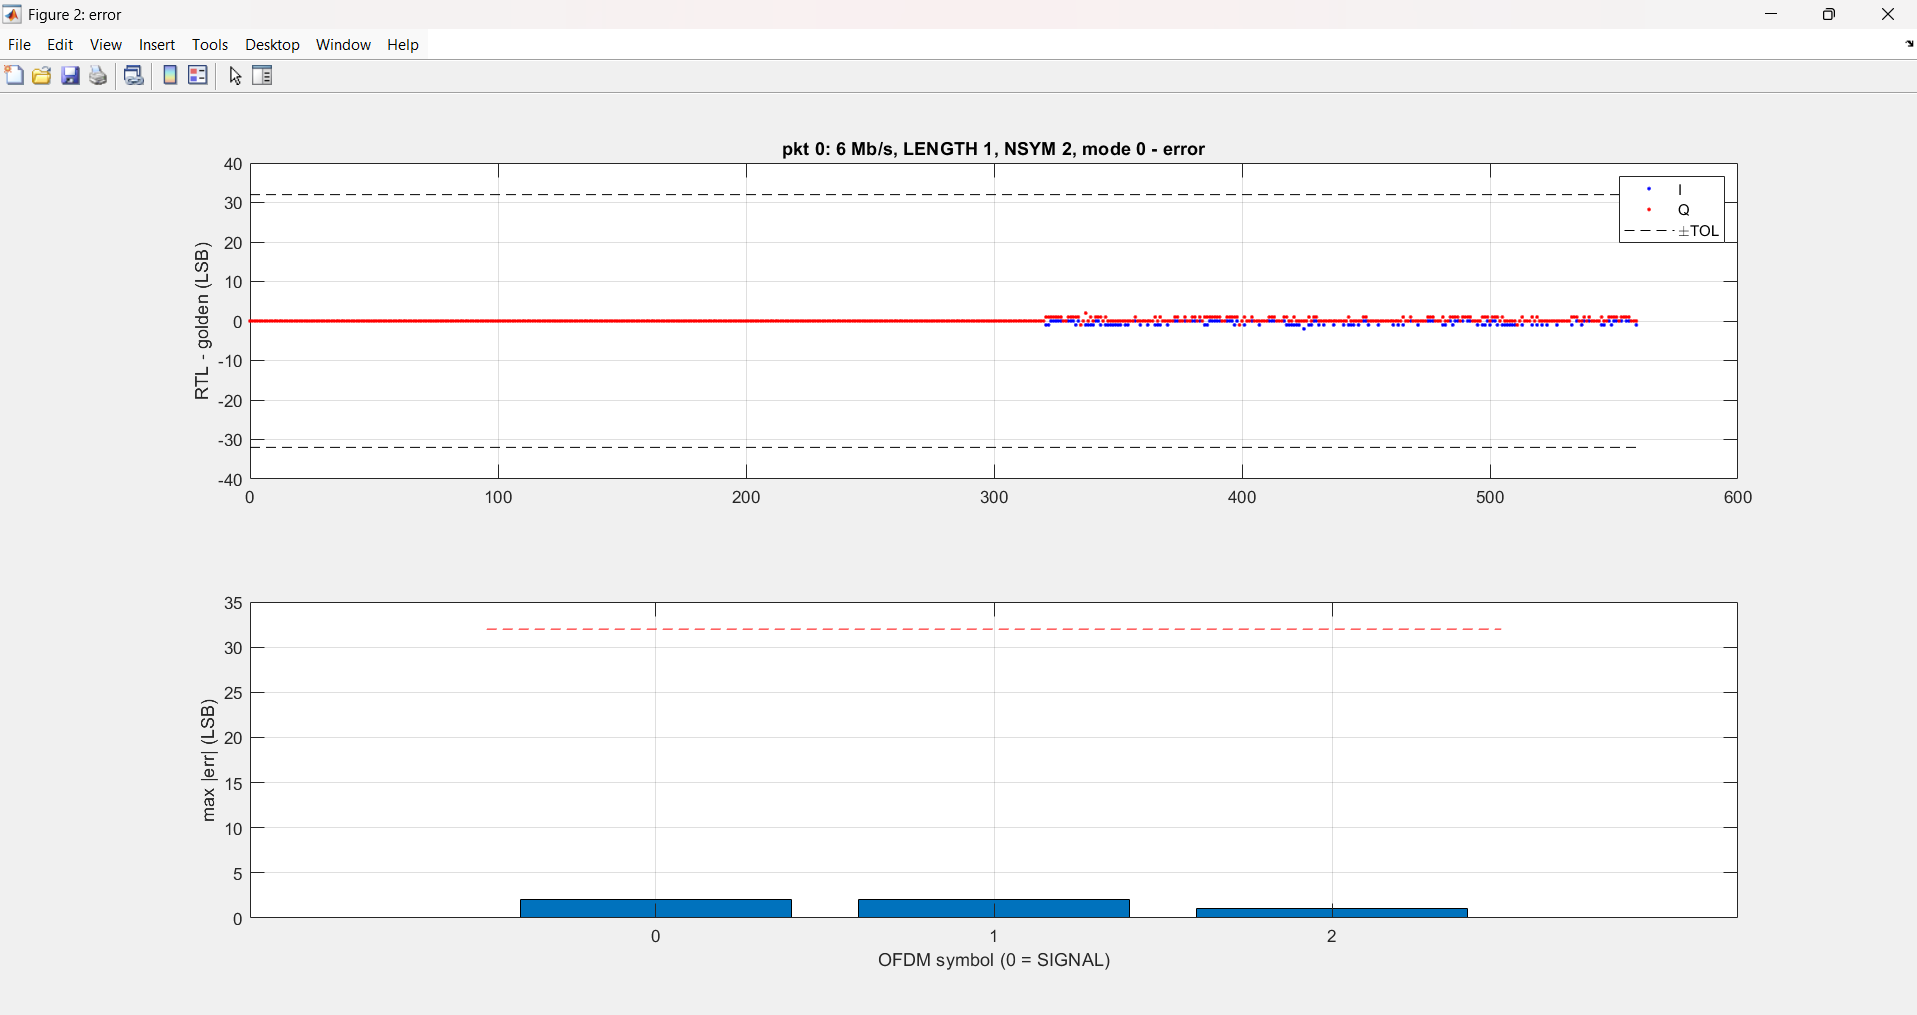 Figure 2: error
File Edit View Insert Tools Desktop Window Help
pkt 0: 6 Mb/s, LENGTH 1, NSYM 2, mode 0 - error
RTL - golden (LSB)
40
30
20
10
0
-10
-20
-30
-40
0 100 200 300 400 500 600
I
Q
±TOL
max |err| (LSB)
35
30
25
20
15
10
5
0
0 1 2
OFDM symbol (0 = SIGNAL)